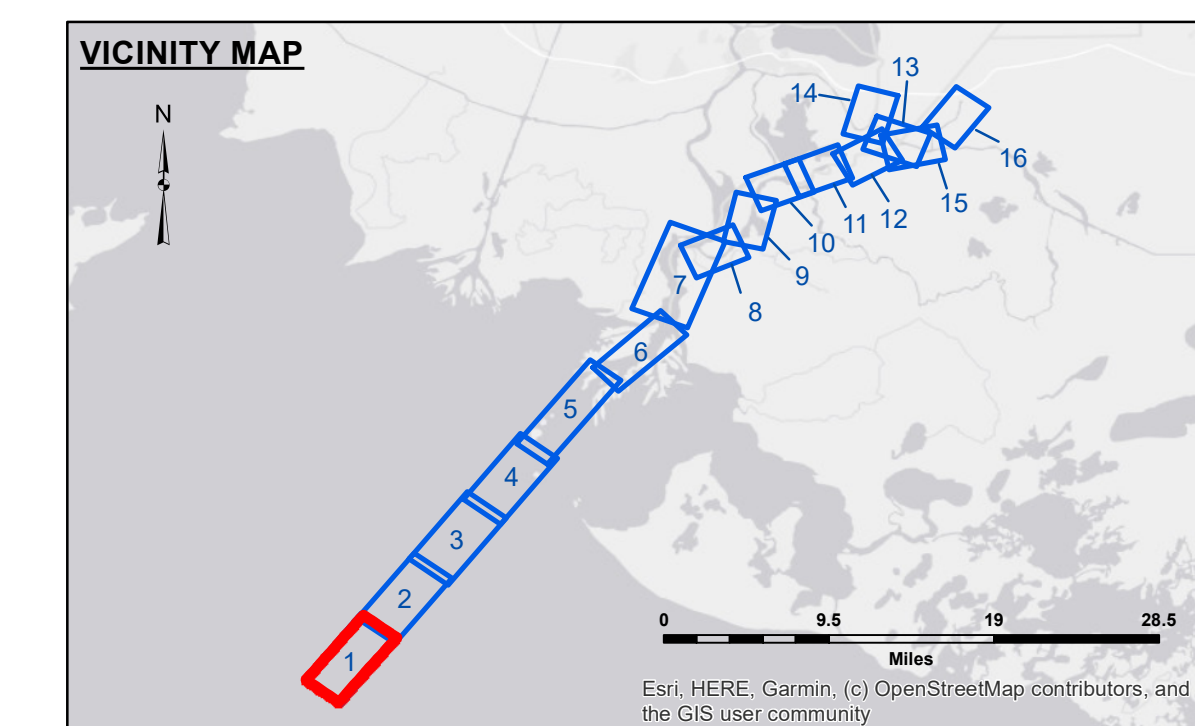 VICINITY MAP
N
13
14
16
15
12
11
10
9
8
7
6
5
4
3
2
1
0 9.5 19 28.5
Miles
Esri, HERE, Garmin, (c) OpenStreetMap contributors, and
the GIS user community